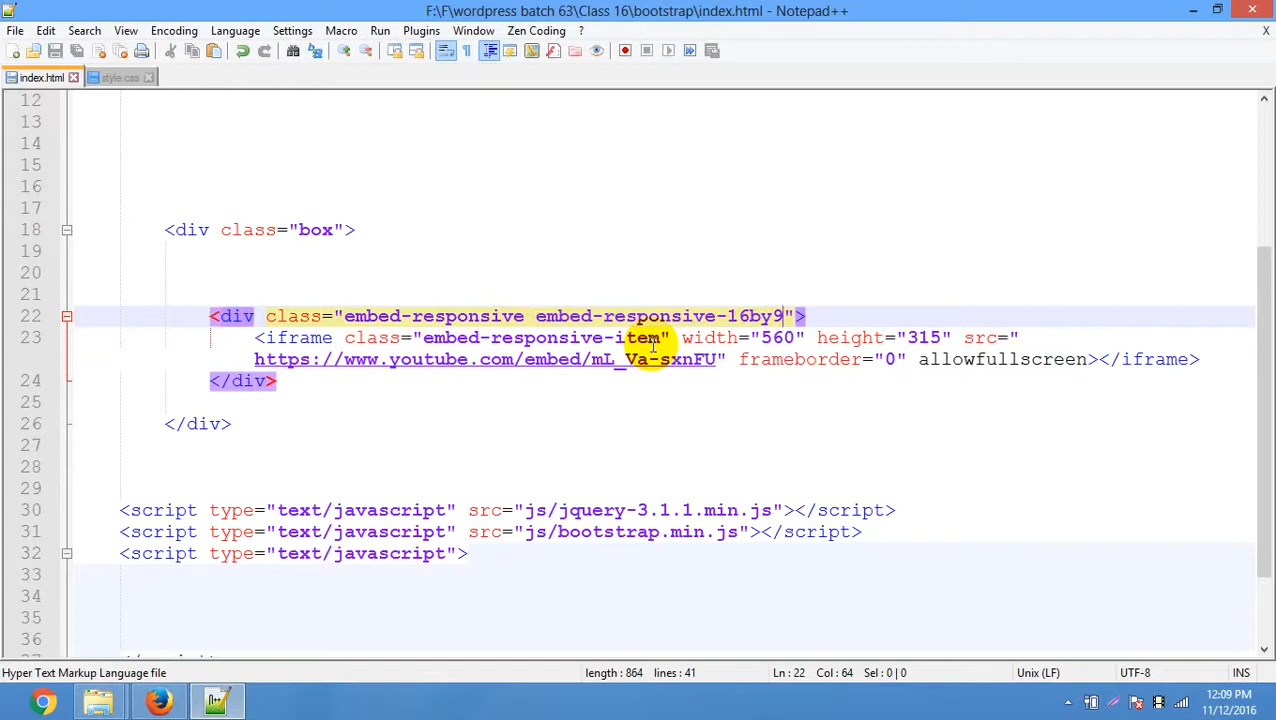 F:\F\wordpress batch 63\Class 16\bootstrap\index.html - Notepad++
File Edit Search View Encoding Language Settings Macro Run Plugins Window Zen Coding ? X
index.html style.css
12
13
14
15
16
17
18 <div class="box">
19
20
21
22 <div class="embed-responsive embed-responsive-16by9">
23 <iframe class="embed-responsive-item" width="560" height="315" src="
https://www.youtube.com/embed/mL_Va-sxnFU" frameborder="0" allowfullscreen></iframe>
24 </div>
25
26 </div>
27
28
29
30 <script type="text/javascript" src="js/jquery-3.1.1.min.js"></script>
31 <script type="text/javascript" src="js/bootstrap.min.js"></script>
32 <script type="text/javascript">
33
34
35
36
Hyper Text Markup Language file length : 864 lines : 41 Ln : 22 Col : 64 Sel : 0 | 0 Unix (LF) UTF-8 INS
12:09 PM
11/12/2016